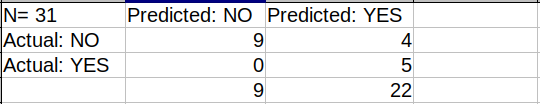 N= 31 Predicted: NO Predicted: YES
Actual: NO 9 4
Actual: YES 0 5
9 22